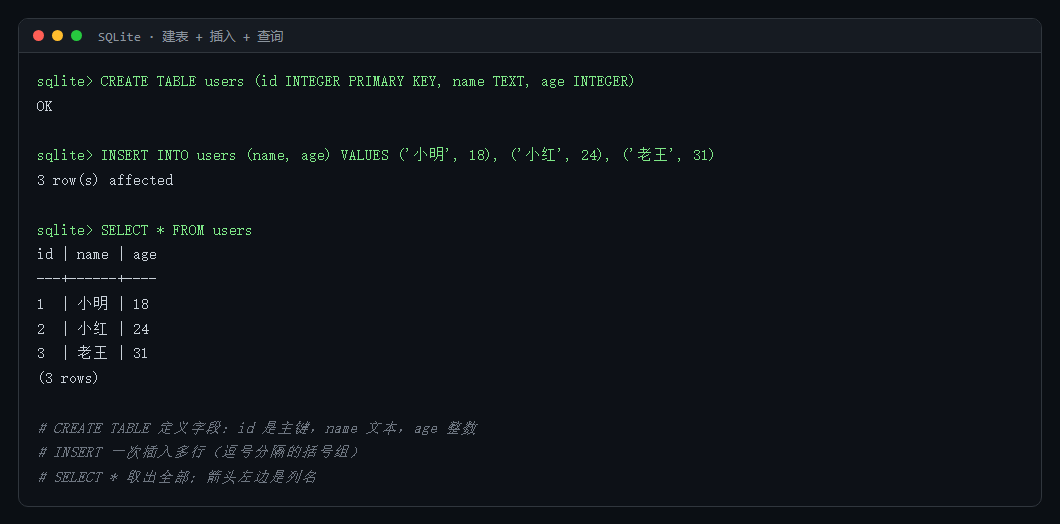 SQLite · 建表 + 插入 + 查询
sqlite> CREATE TABLE users (id INTEGER PRIMARY KEY, name TEXT, age INTEGER)
OK
sqlite> INSERT INTO users (name, age) VALUES ('小明', 18), ('小红', 24), ('老王', 31)
3 row(s) affected
sqlite> SELECT * FROM users
id | name | age
---+------+----
1  | 小明 | 18
2  | 小红 | 24
3  | 老王 | 31
(3 rows)
# CREATE TABLE 定义字段: id 是主键，name 文本，age 整数
# INSERT 一次插入多行（逗号分隔的括号组）
# SELECT * 取出全部; 箭头左边是列名